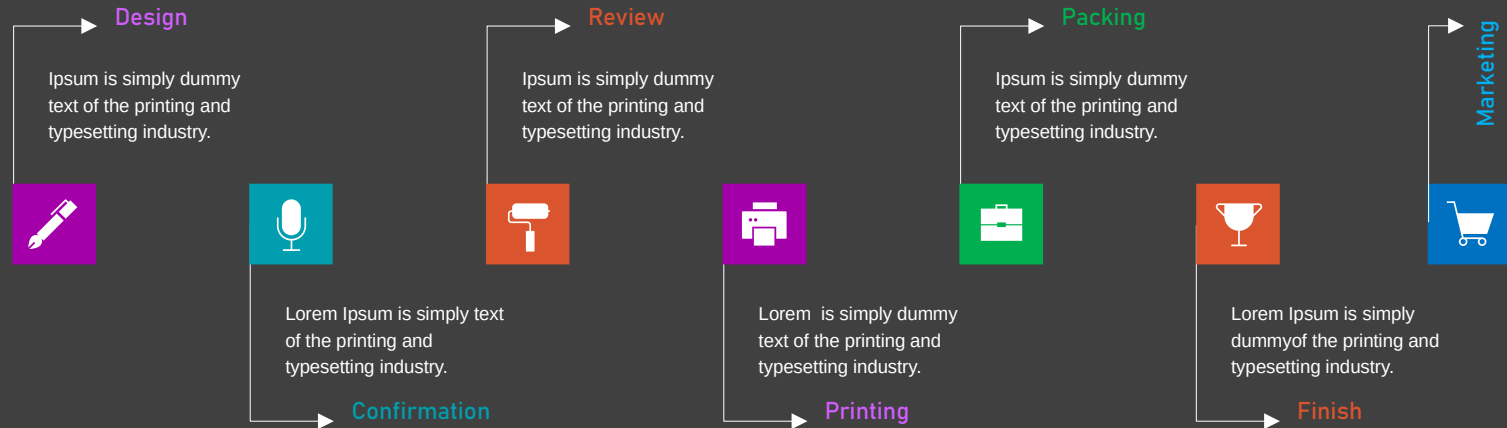 Design
Ipsum is simply dummy
text of the printing and
typesetting industry.
Lorem Ipsum is simply text
of the printing and
typesetting industry.
Confirmation
Review
Ipsum is simply dummy
text of the printing and
typesetting industry.
Lorem  is simply dummy
text of the printing and
typesetting industry.
Printing
Packing
Ipsum is simply dummy
text of the printing and
typesetting industry.
Lorem Ipsum is simply
dummyof the printing and
typesetting industry.
Finish
Marketing